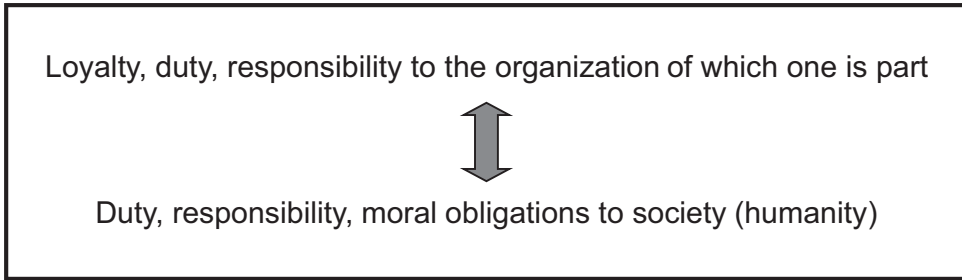 Loyalty, duty, responsibility to the organization of which one is part
Duty, responsibility, moral obligations to society (humanity)